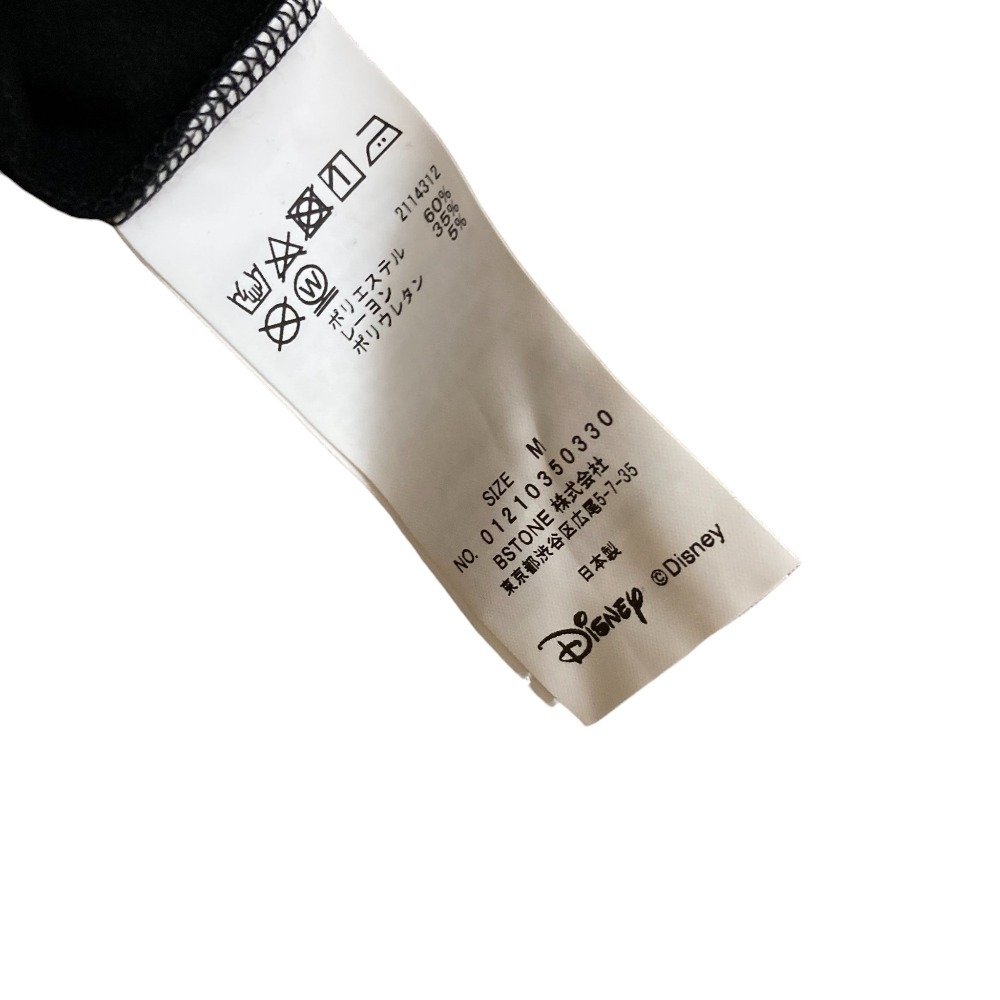 2114312
ポリエステル 60%
レーヨン 35%
ポリウレタン 5%
SIZE M
NO. 01210350330
BSTONE 株式会社
東京都渋谷区広尾5-7-35
日本製
Disney ©Disney